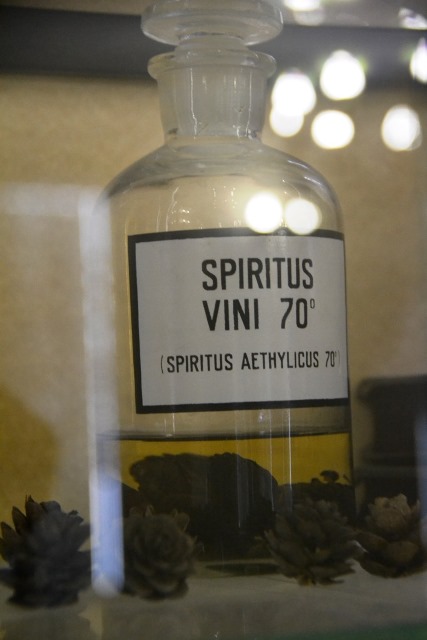 SPIRITUS
VINI 70°
(SPIRITUS AETHYLICUS 70°)